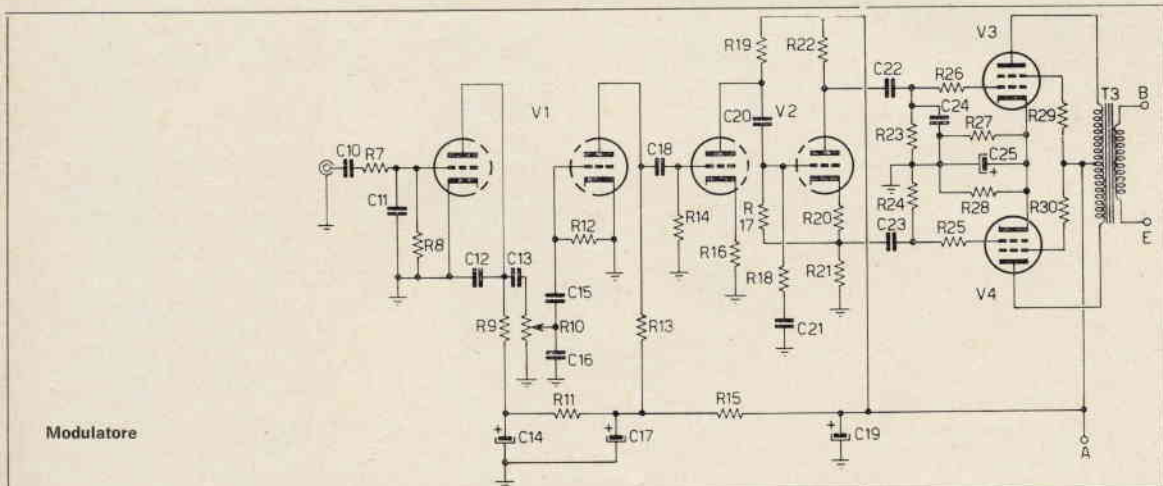 R19
R22
V3
C22
R26
T3
B
V1
C20
V2
C24
R27
R29
C10
R7
C18
R23
C25
+
C11
R12
R14
R
17
R20
R24
R28
R30
R8
R16
C23
R25
E
C12
C13
R18
R21
C15
V4
R9
R10
R13
C21
C16
R11
R15
Modulatore
+
C14
+
C17
+
C19
A